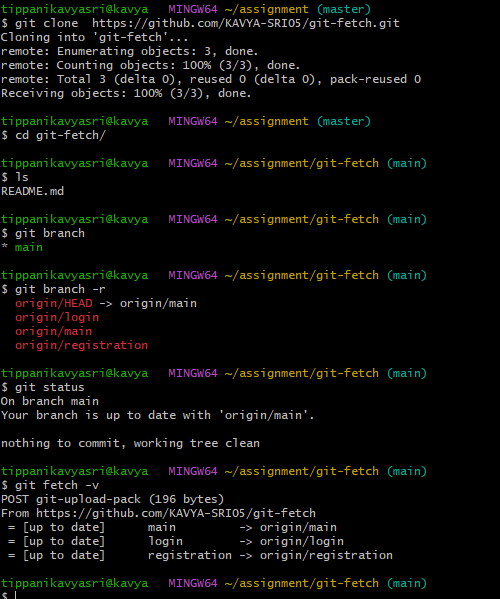 tippanikavyasri@kavya MINGW64 ~/assignment (master)
$ git clone https://github.com/KAVYA-SRI05/git-fetch.git
Cloning into 'git-fetch'...
remote: Enumerating objects: 3, done.
remote: Counting objects: 100% (3/3), done.
remote: Total 3 (delta 0), reused 0 (delta 0), pack-reused 0
Receiving objects: 100% (3/3), done.
tippanikavyasri@kavya MINGW64 ~/assignment (master)
$ cd git-fetch/
tippanikavyasri@kavya MINGW64 ~/assignment/git-fetch (main)
$ ls
README.md
tippanikavyasri@kavya MINGW64 ~/assignment/git-fetch (main)
$ git branch
* main
tippanikavyasri@kavya MINGW64 ~/assignment/git-fetch (main)
$ git branch -r
origin/HEAD -> origin/main
origin/login
origin/main
origin/registration
tippanikavyasri@kavya MINGW64 ~/assignment/git-fetch (main)
$ git status
On branch main
Your branch is up to date with 'origin/main'.
nothing to commit, working tree clean
tippanikavyasri@kavya MINGW64 ~/assignment/git-fetch (main)
$ git fetch -v
POST git-upload-pack (196 bytes)
From https://github.com/KAVYA-SRI05/git-fetch
= [up to date] main -> origin/main
= [up to date] login -> origin/login
= [up to date] registration -> origin/registration
tippanikavyasri@kavya MINGW64 ~/assignment/git-fetch (main)
$